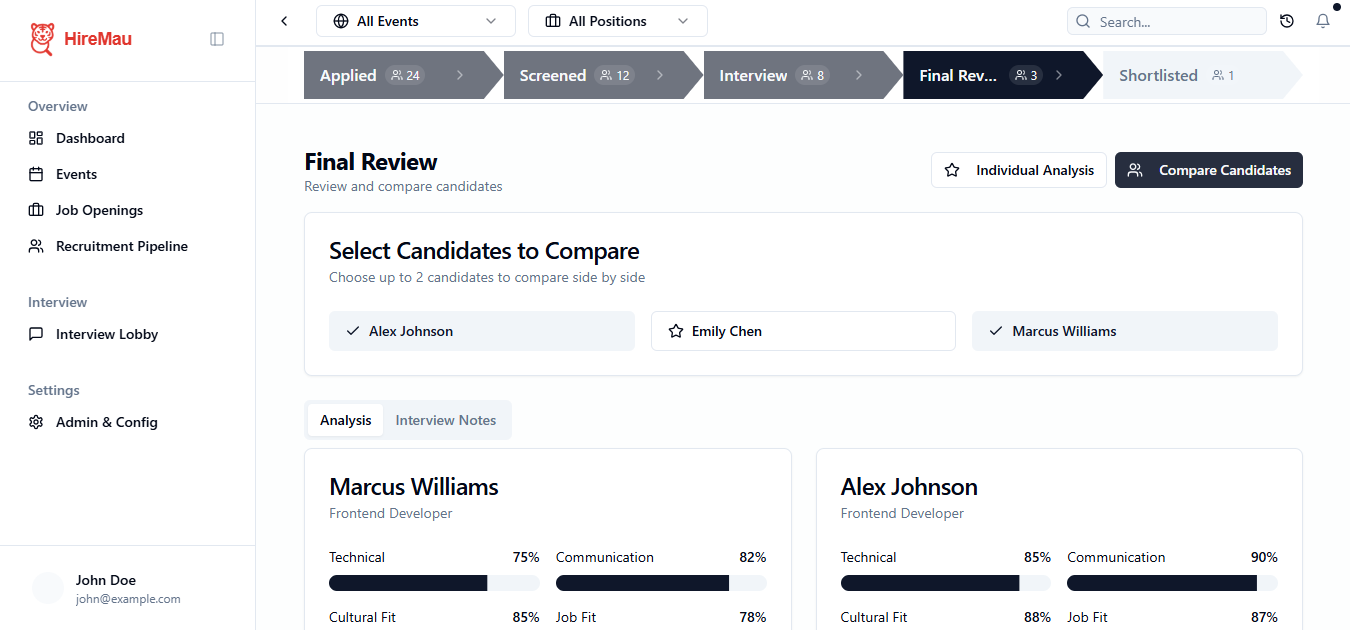 HireMau
Overview
Dashboard
Events
Job Openings
Recruitment Pipeline
Interview
Interview Lobby
Settings
Admin & Config
John Doe
john@example.com
All Events
All Positions
Search...
Applied 24
Screened 12
Interview 8
Final Rev... 3
Shortlisted 1
Final Review
Review and compare candidates
Individual Analysis
Compare Candidates
Select Candidates to Compare
Choose up to 2 candidates to compare side by side
Alex Johnson
Emily Chen
Marcus Williams
Analysis
Interview Notes
Marcus Williams
Frontend Developer
Technical 75% Communication 82%
Cultural Fit 85% Job Fit 78%
Alex Johnson
Frontend Developer
Technical 85% Communication 90%
Cultural Fit 88% Job Fit 87%